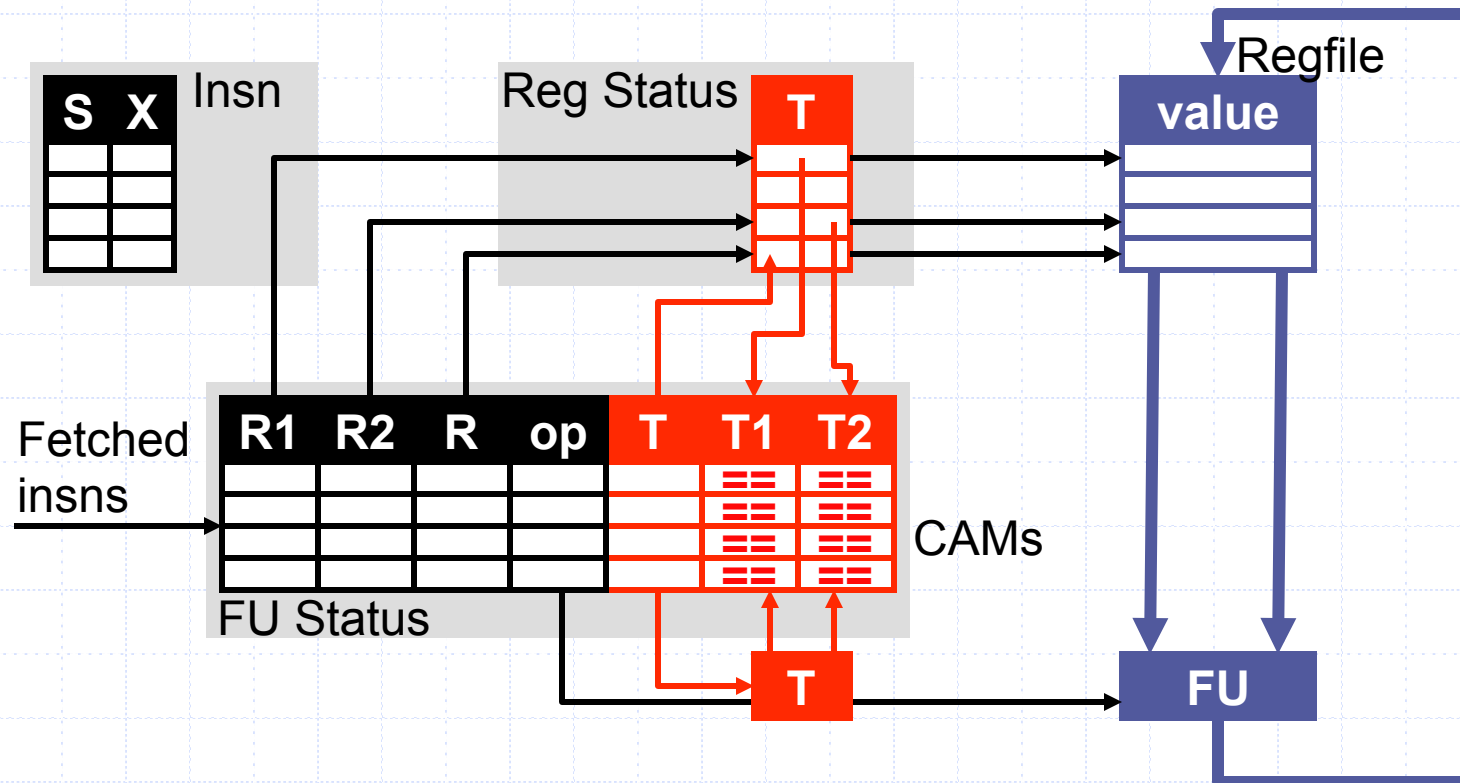 Regfile
S X
Insn
Reg Status
T
value
Fetched
insns
R1 R2 R op T T1 T2
== ==
== ==
== ==
== ==
CAMs
FU Status
T
FU